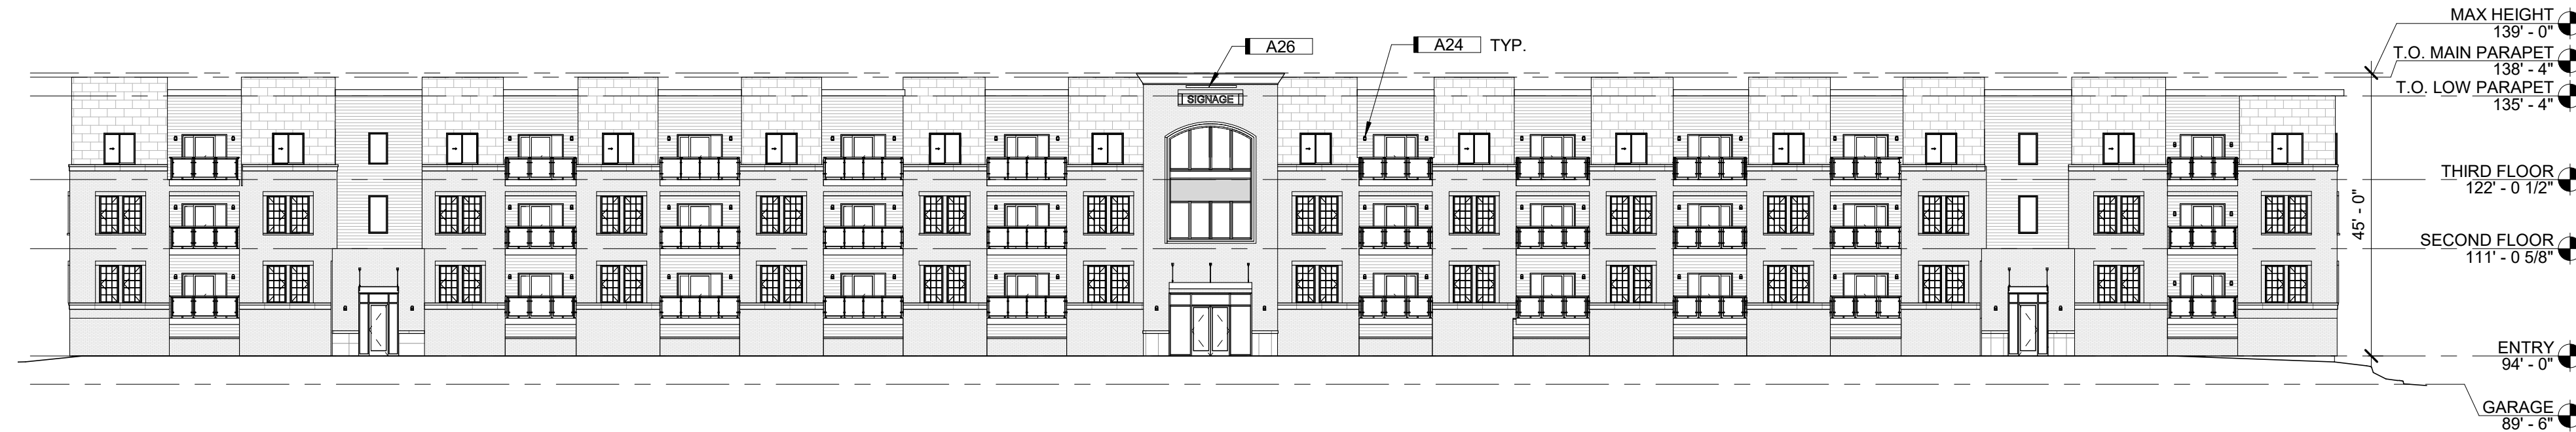 MAX HEIGHT
139' - 0"
A26
A24 TYP.
T.O. MAIN PARAPET
138' - 4"
T.O. LOW PARAPET
135' - 4"
SIGNAGE
THIRD FLOOR
122' - 0 1/2"
45' - 0"
SECOND FLOOR
111' - 0 5/8"
ENTRY
94' - 0"
GARAGE
89' - 6"